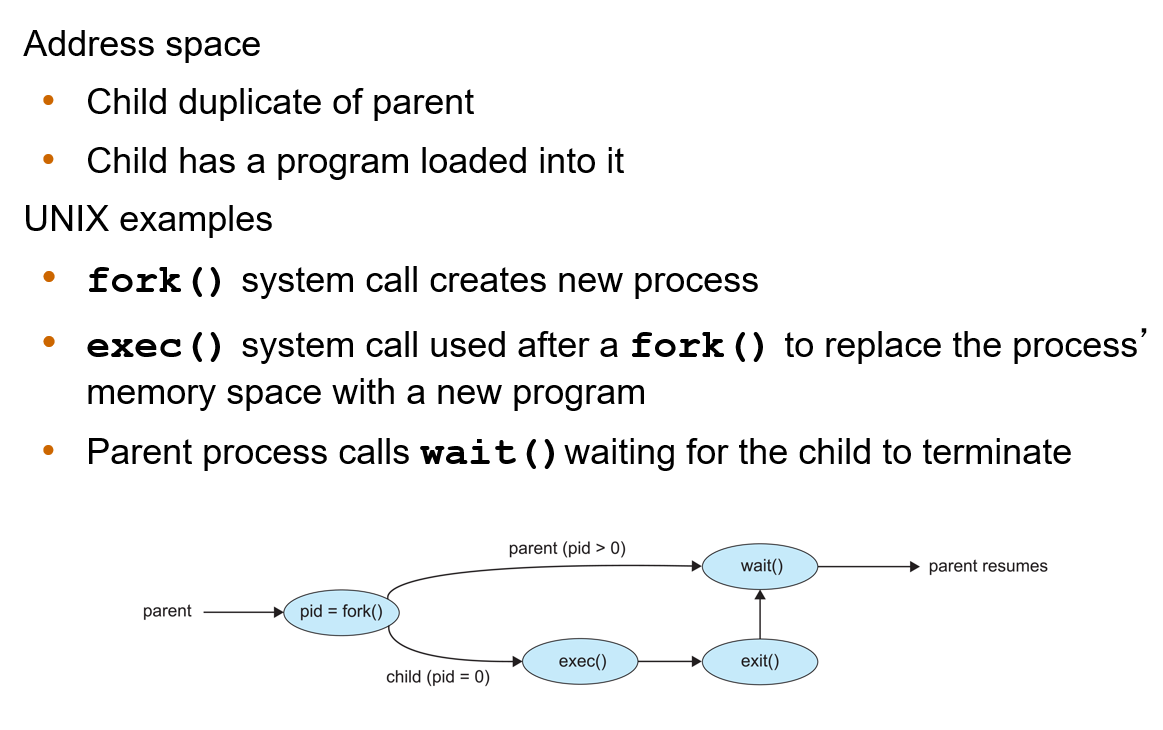 Address space
• Child duplicate of parent
• Child has a program loaded into it
UNIX examples
• fork() system call creates new process
• exec() system call used after a fork() to replace the process’
memory space with a new program
• Parent process calls wait()waiting for the child to terminate
parent (pid > 0)
wait()
parent resumes
parent
pid = fork()
exec()
exit()
child (pid = 0)